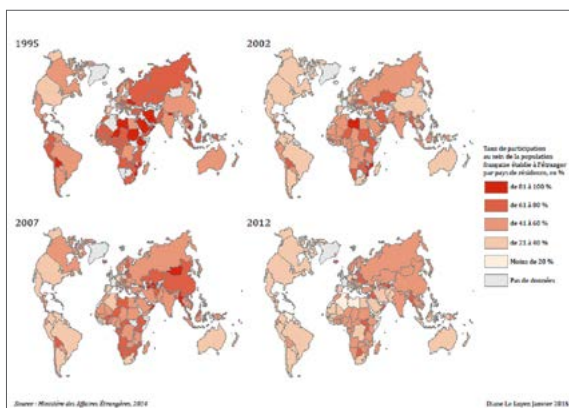 1995
2002
Taux de participation
au sein de la population
française établie à l'étranger
par pays de résidence, en %
de 81 à 100 %
de 61 à 80 %
de 41 à 60 %
de 21 à 40 %
Moins de 20 %
Pas de données
2007
2012
Source : Ministère des Affaires Étrangères, 2014
Diane Le Janvier 2015